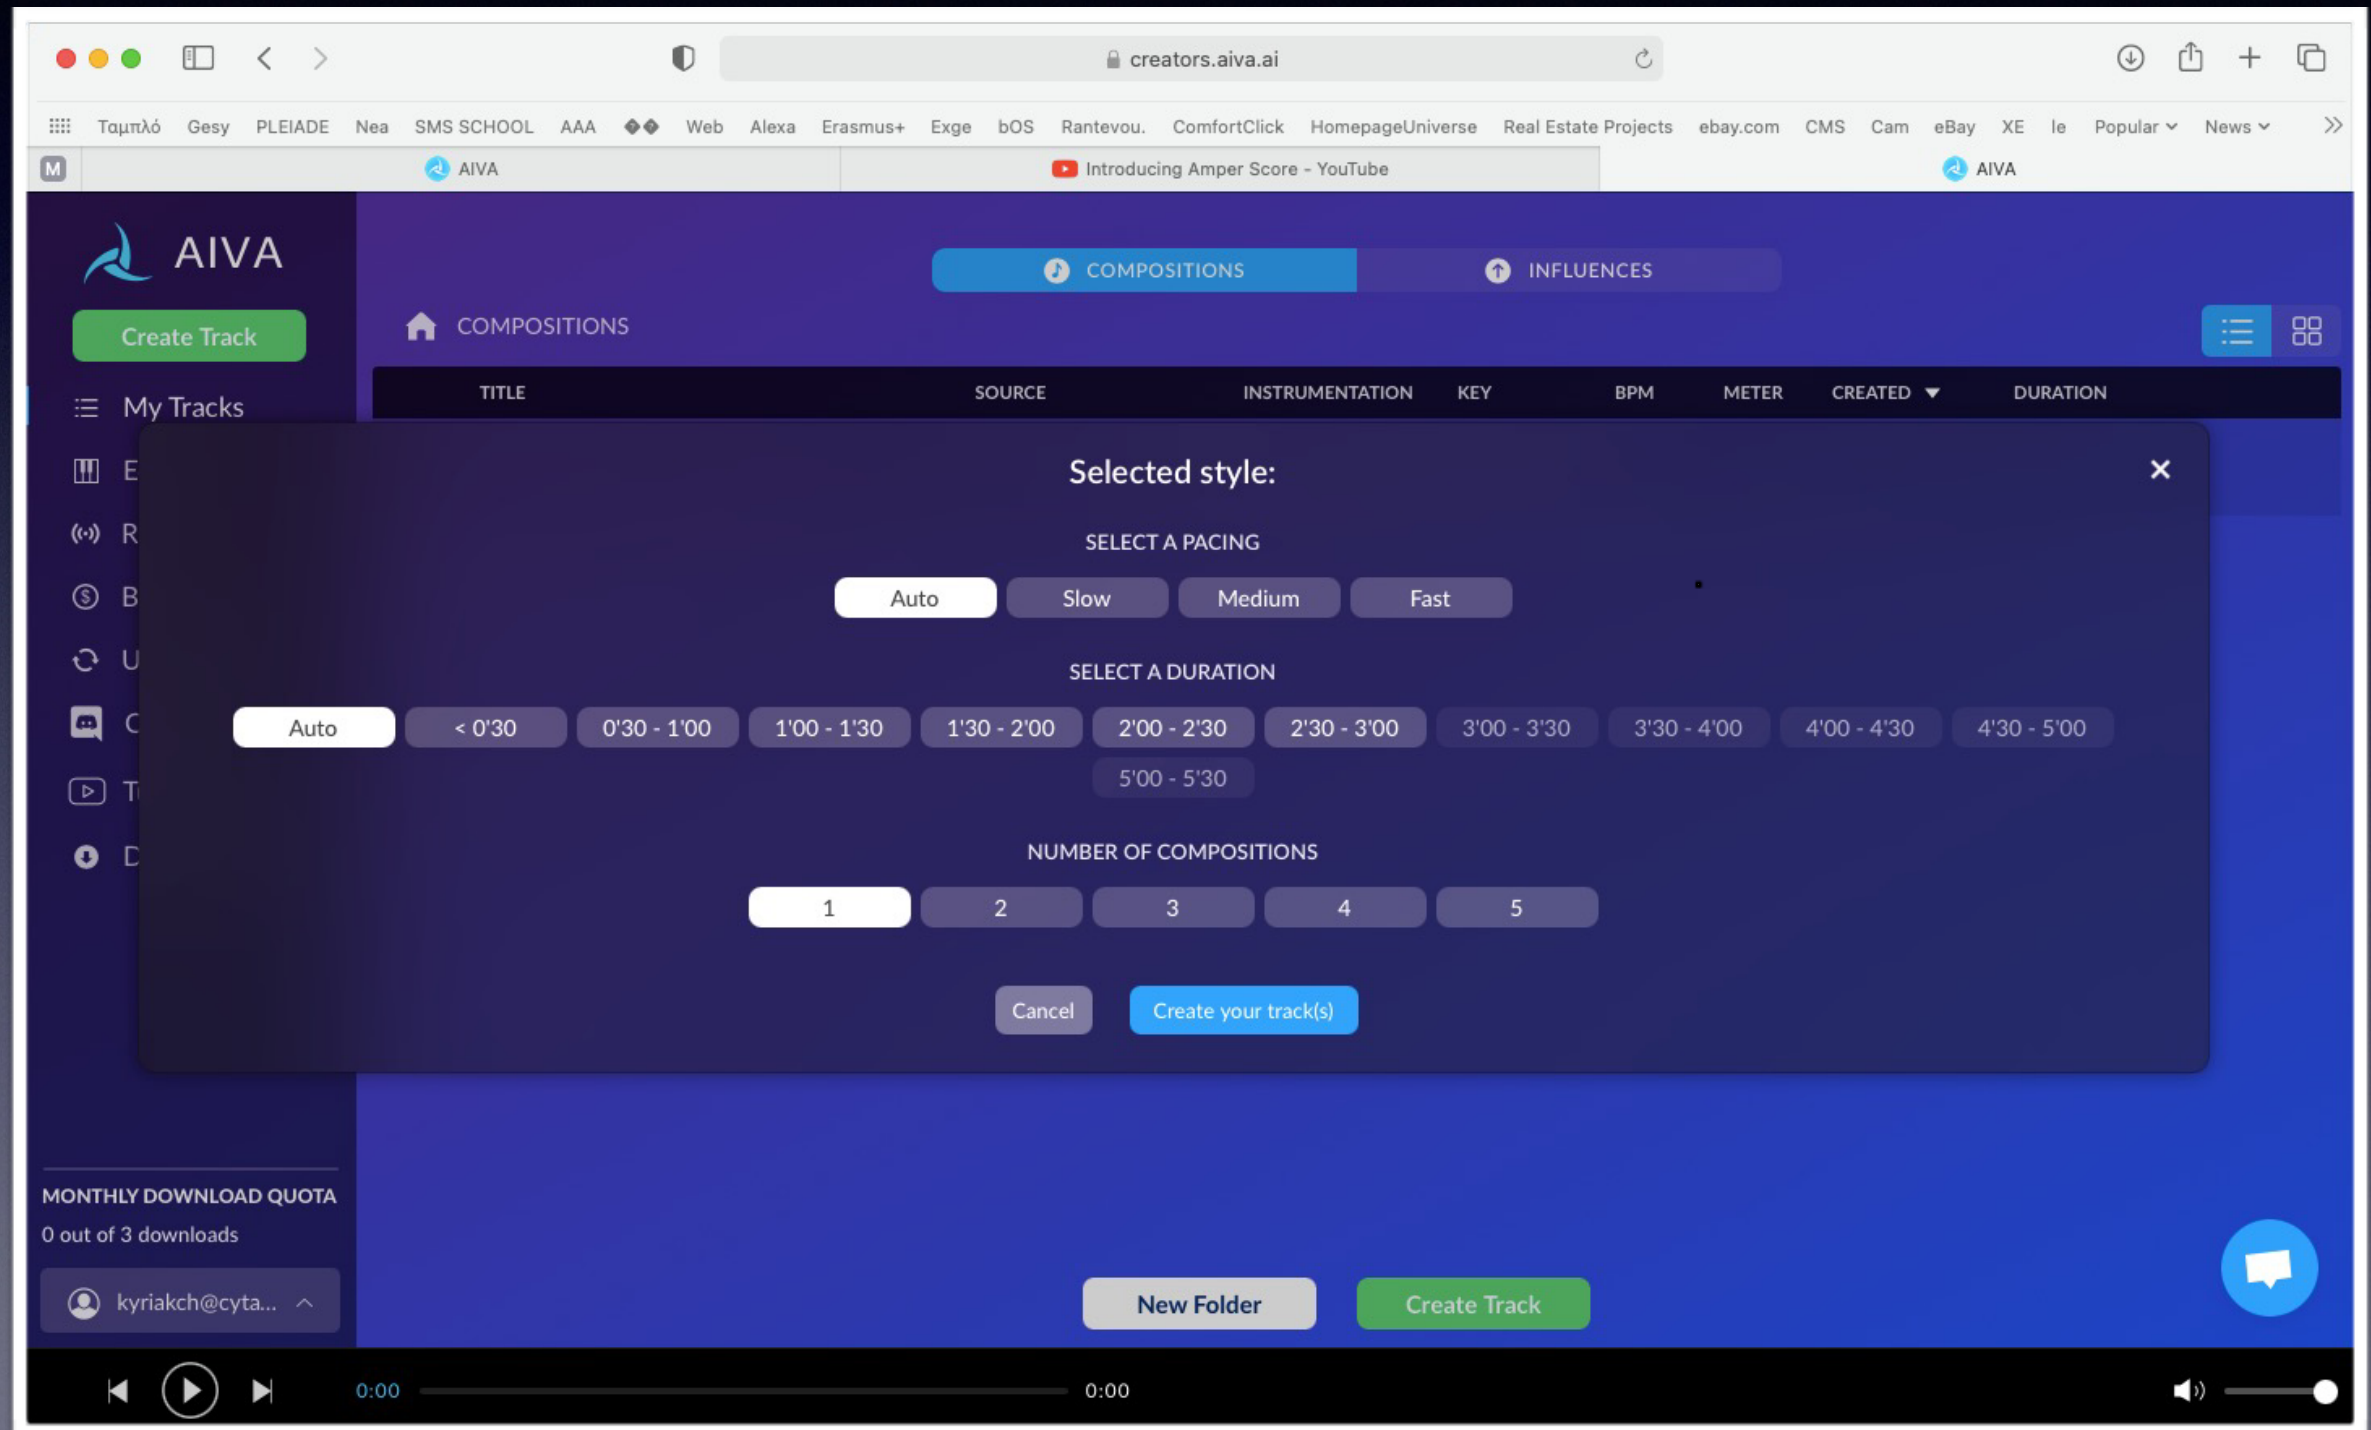 creators.aiva.ai
Ταμπλό Gesy PLEIADE Nea SMS SCHOOL AAA �� Web Alexa Erasmus+ Exge bOS Rantevou. ComfortClick HomepageUniverse Real Estate Projects ebay.com CMS Cam eBay XE le Popular News
M AIVA Introducing Amper Score - YouTube AIVA
AIVA
COMPOSITIONS INFLUENCES
Create Track
COMPOSITIONS
TITLE SOURCE INSTRUMENTATION KEY BPM METER CREATED DURATION
My Tracks
E
R
B
U
C
T
D
Selected style:
SELECT A PACING
Auto Slow Medium Fast
SELECT A DURATION
Auto < 0'30 0'30 - 1'00 1'00 - 1'30 1'30 - 2'00 2'00 - 2'30 2'30 - 3'00 3'00 - 3'30 3'30 - 4'00 4'00 - 4'30 4'30 - 5'00
5'00 - 5'30
NUMBER OF COMPOSITIONS
1 2 3 4 5
Cancel Create your track(s)
MONTHLY DOWNLOAD QUOTA
0 out of 3 downloads
kyriakch@cyta...
New Folder Create Track
0:00 0:00